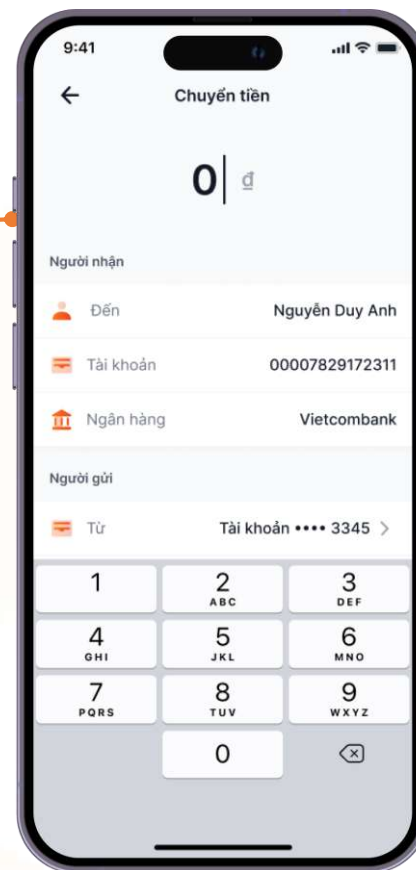 9:41
Chuyển tiền
0 đ
Người nhận
Đến Nguyễn Duy Anh
Tài khoản 00007829172311
Ngân hàng Vietcombank
Người gửi
Từ Tài khoản •••• 3345 >
1 2 3
ABC DEF
4 5 6
GHI JKL MNO
7 8 9
PQRS TUV WXYZ
0